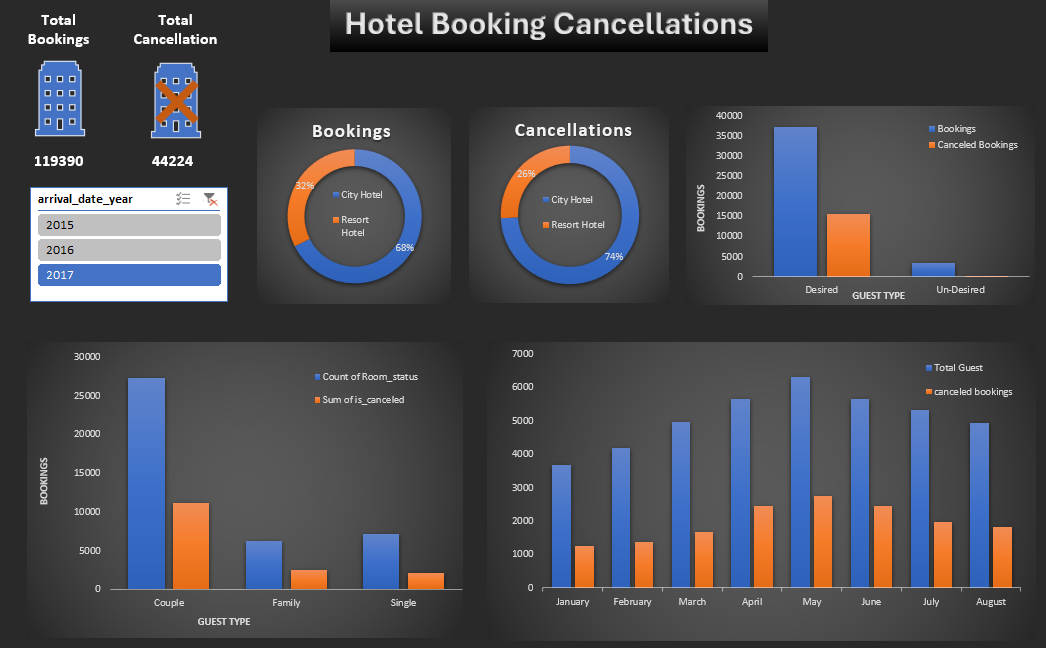 Hotel Booking Cancellations
Total
Bookings
Total
Cancellation
119390
44224
arrival_date_year
2015
2016
2017
Bookings
32%
City Hotel
Resort
Hotel
68%
Cancellations
26%
City Hotel
Resort Hotel
74%
BOOKINGS
40000
35000
30000
25000
20000
15000
10000
5000
0
Bookings
Canceled Bookings
Desired
Un-Desired
GUEST TYPE
BOOKINGS
30000
25000
20000
15000
10000
5000
0
Count of Room_status
Sum of is_canceled
Couple
Family
Single
GUEST TYPE
7000
6000
5000
4000
3000
2000
1000
0
Total Guest
canceled bookings
January
February
March
April
May
June
July
August